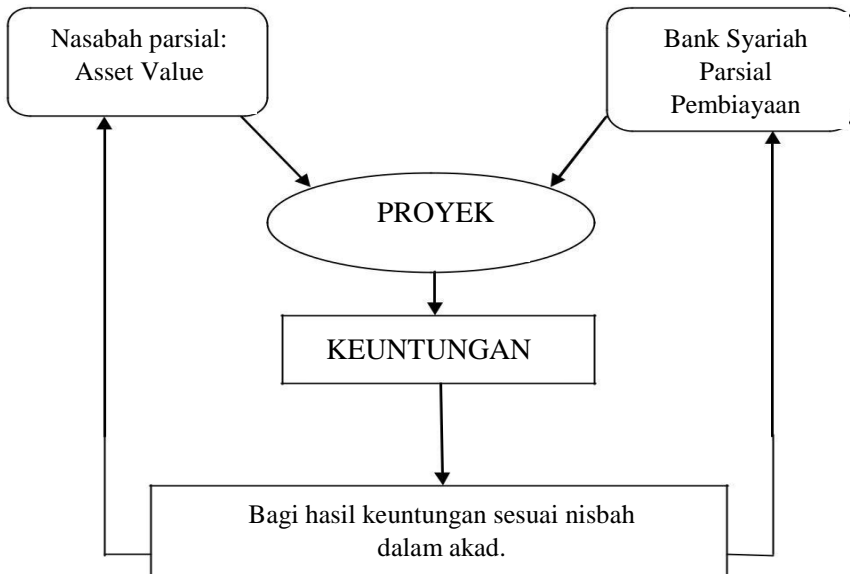 Nasabah parsial:
Asset Value
Bank Syariah
Parsial
Pembiayaan
PROYEK
KEUNTUNGAN
Bagi hasil keuntungan sesuai nisbah
dalam akad.